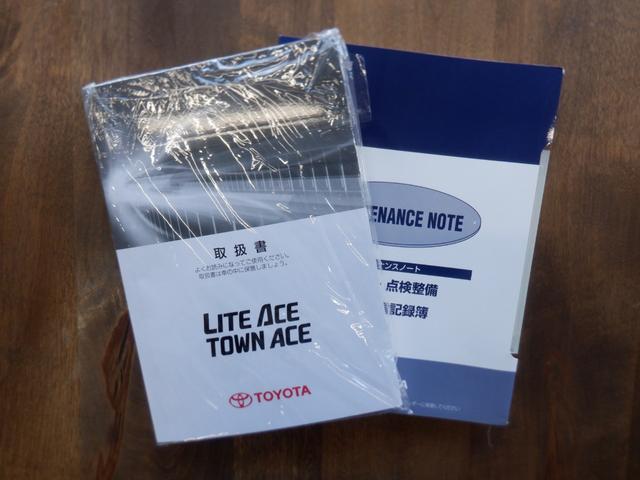 取扱書
よくお読みになってご使用ください。
取扱書は車の中に保管しましょう。
LITE ACE
TOWN ACE
TOYOTA
ENANCE NOTE
ナンスノート
・点検整備
記録簿